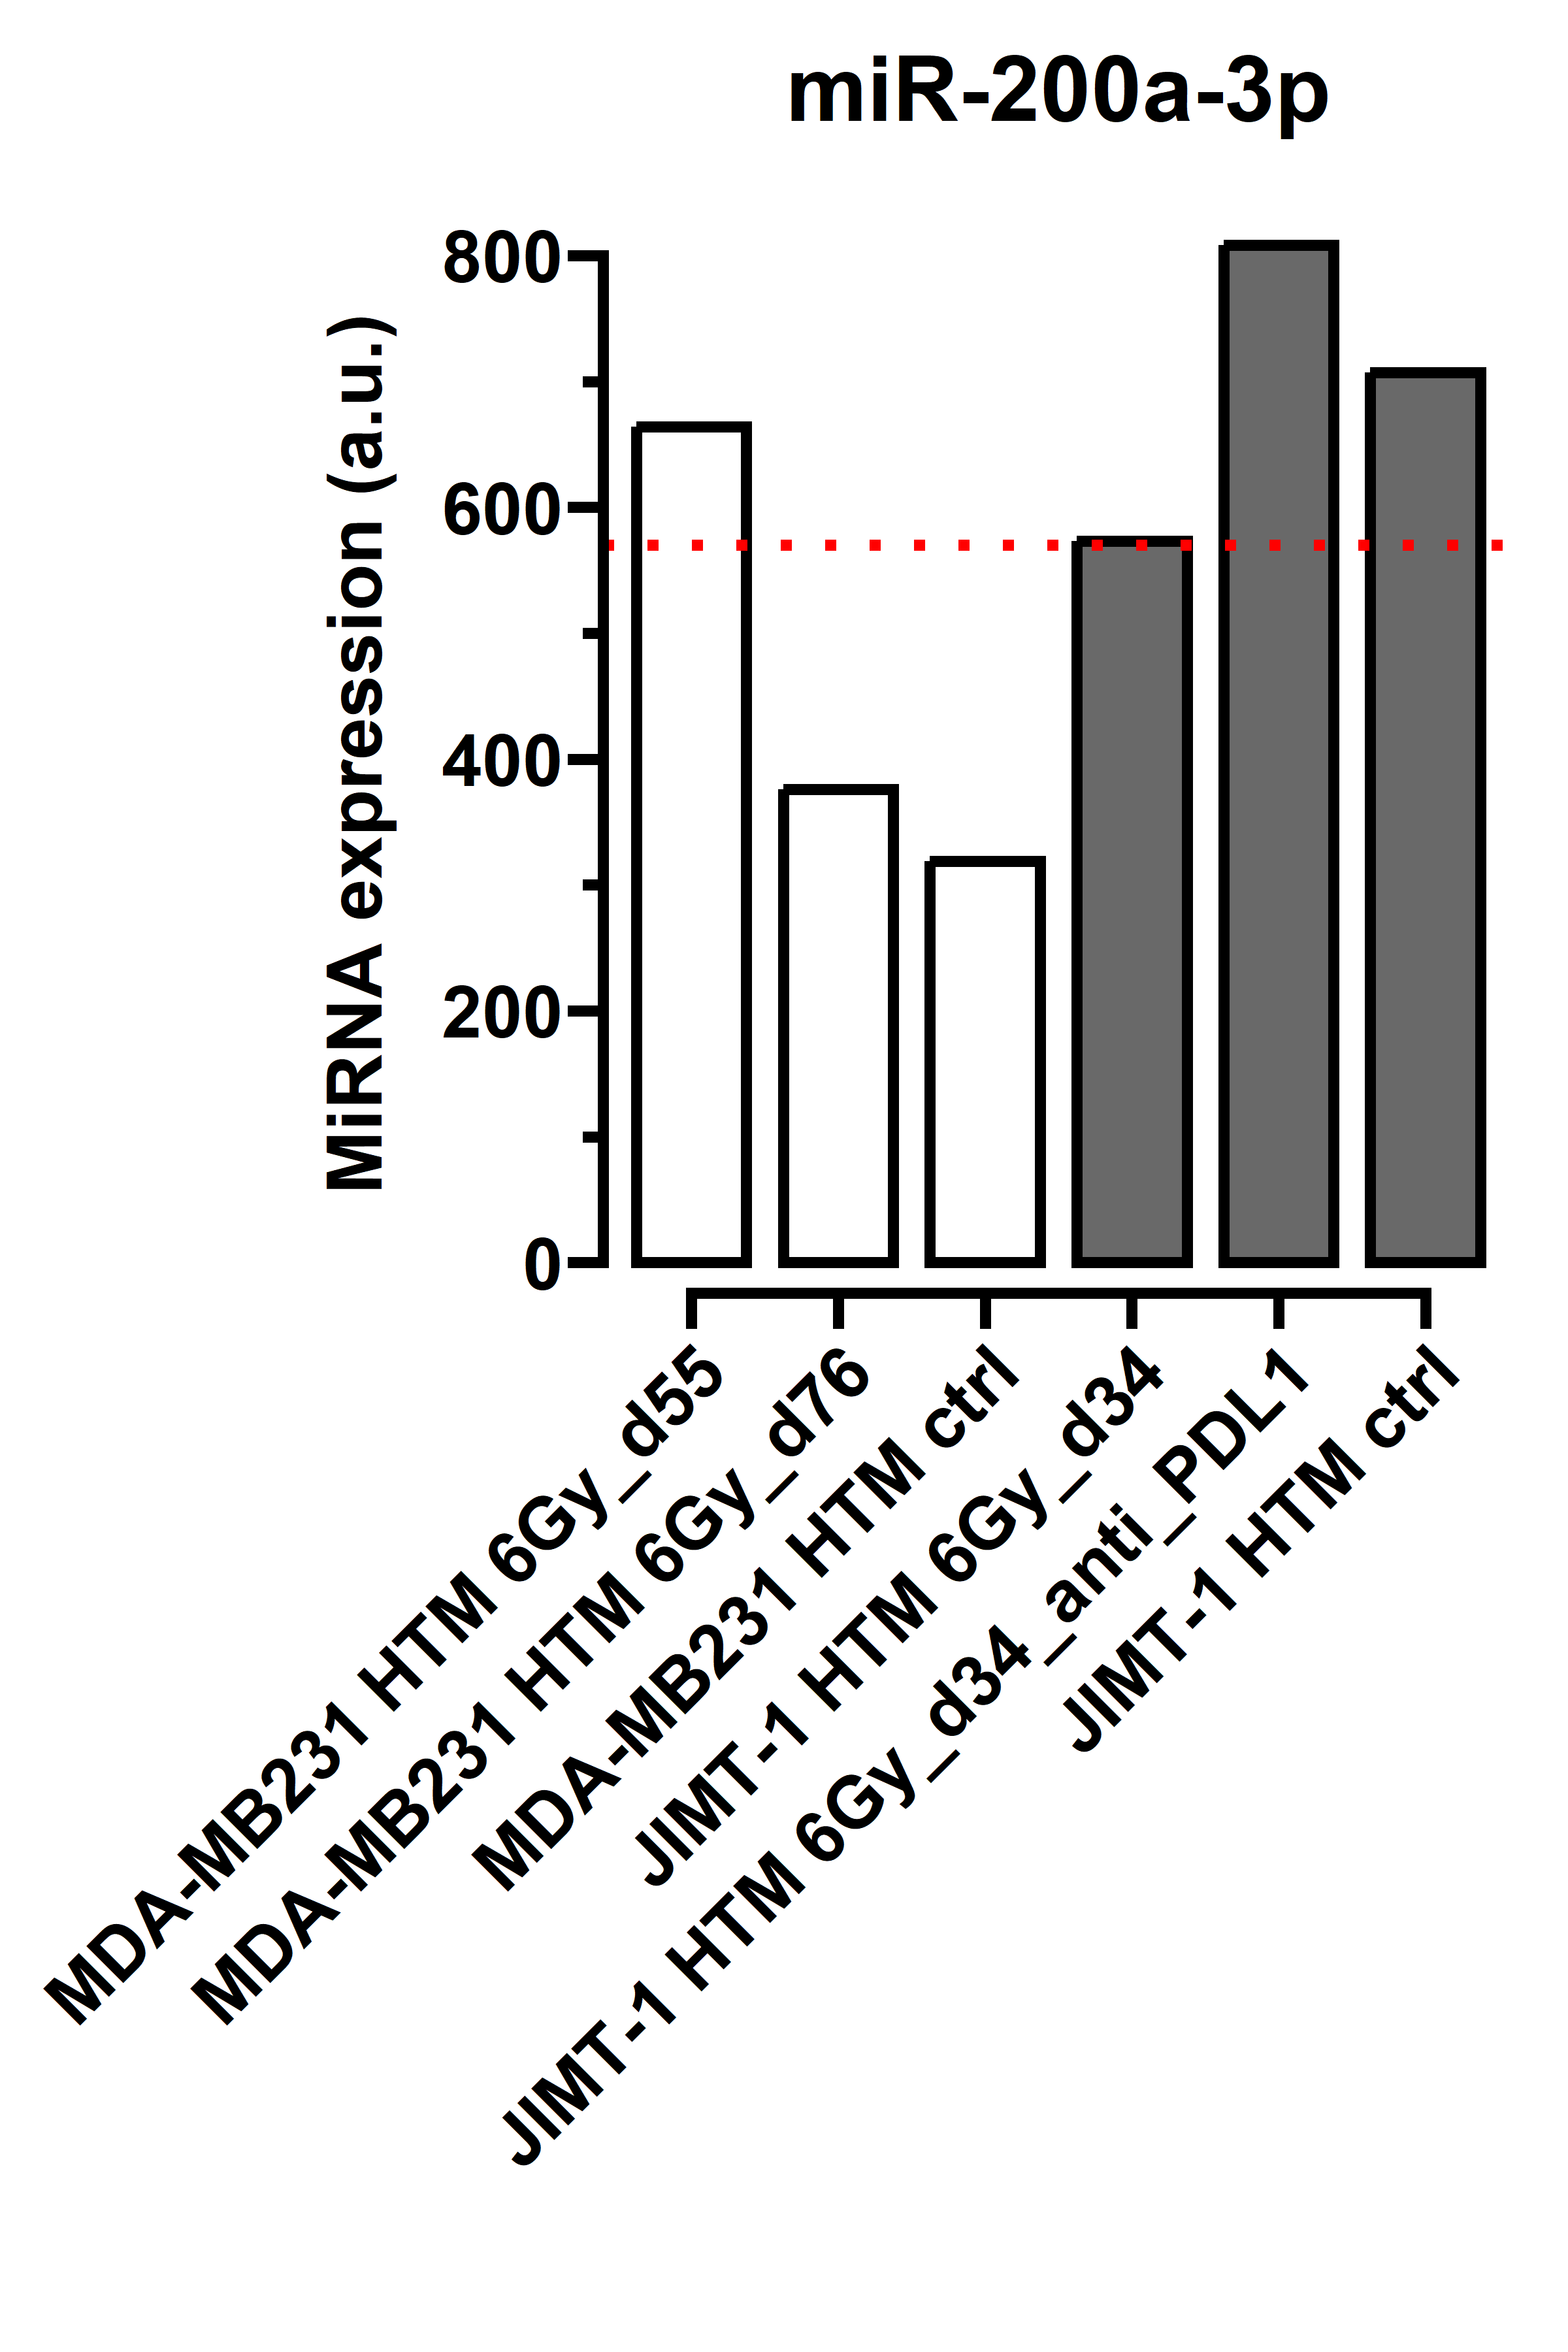 miR-200a-3p
MiRNA expression (a.u.)
800
600
400
200
0
MDA-MB231 HTM 6Gy_d55
MDA-MB231 HTM 6Gy_d76
MDA-MB231 HTM ctrl
JIMT-1 HTM 6Gy_d34
JIMT-1 HTM 6Gy_d34_anti_PDL1
JIMT-1 HTM ctrl